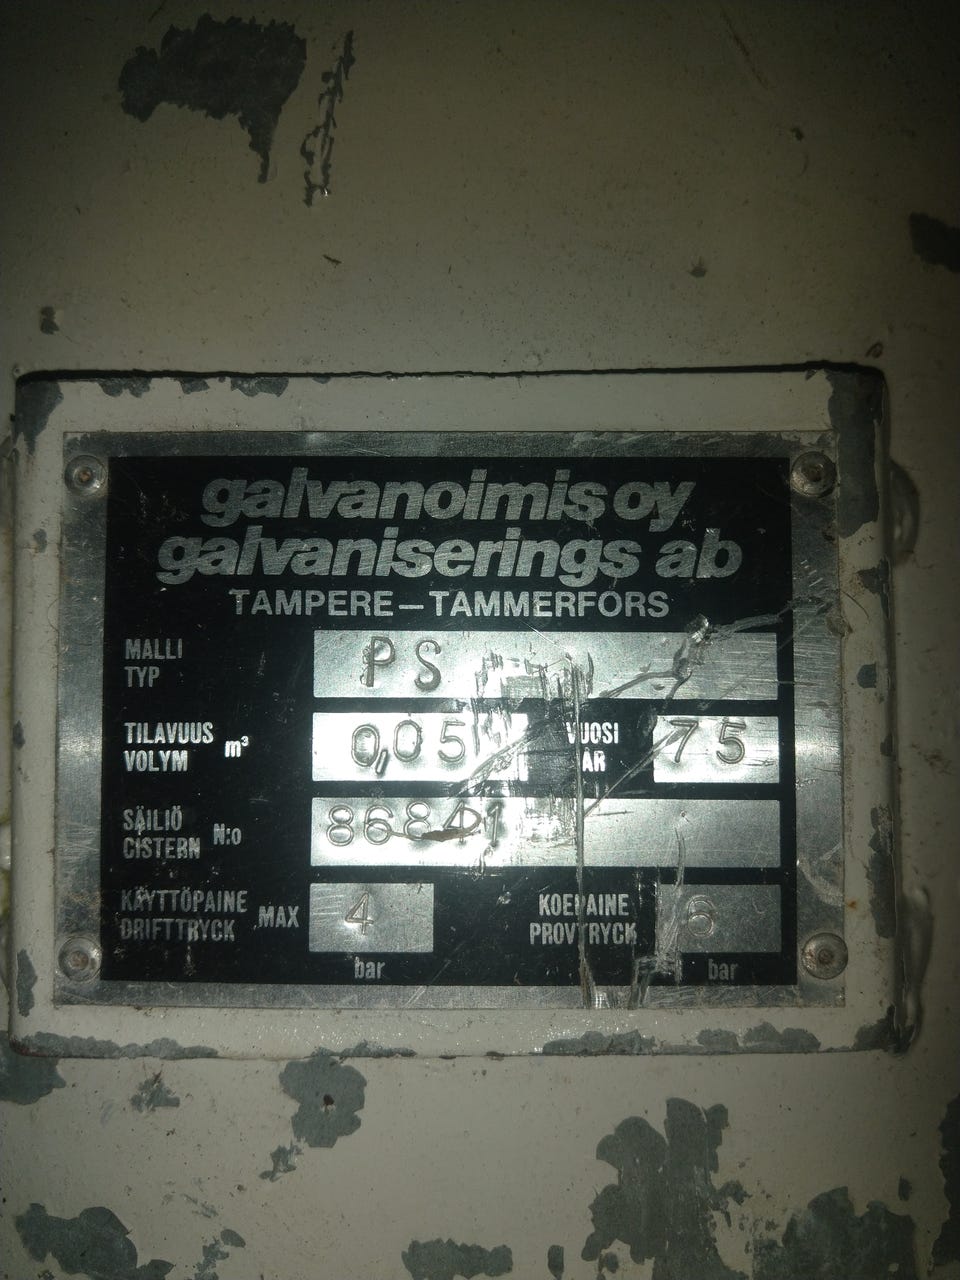 galvanoimis oy
galvaniserings ab
TAMPERE–TAMMERFORS
MALLI
TYP
PS
TILAVUUS
VOLYM
m³
0,05
VUOSI
ÅR
75
SÄILIÖ
CISTERN
N:o
86841
KÄYTTÖPAINE
DRIFTTRYCK
MAX
4
bar
KOEPAINE
PROVTRYCK
6
bar